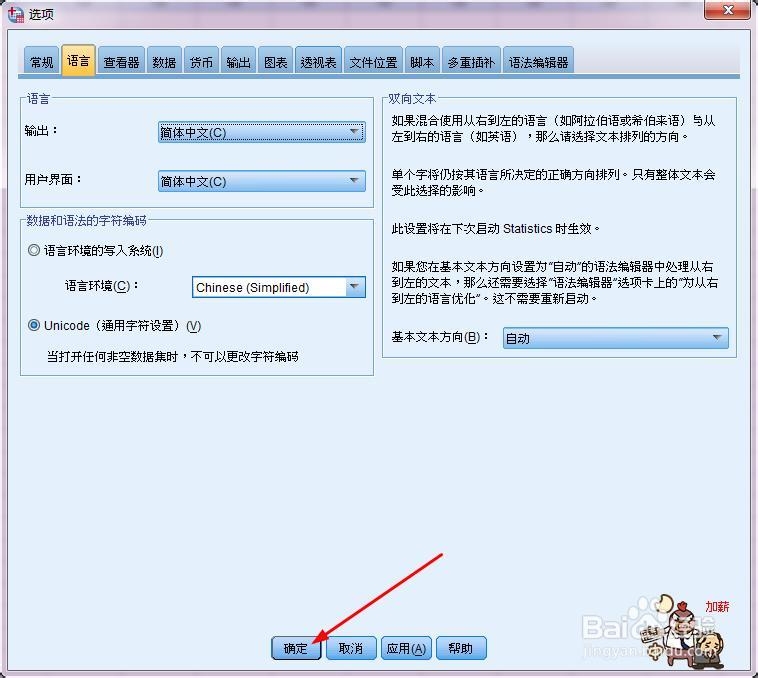 选项
常规 语言 查看器 数据 货币 输出 图表 透视表 文件位置 脚本 多重插补 语法编辑器
语言
输出：
简体中文(C)
用户界面：
简体中文(C)
数据和语法的字符编码
语言环境的写入系统(I)
语言环境(C)：
Chinese (Simplified)
Unicode（通用字符设置）(V)
当打开任何非空数据集时，不可以更改字符编码
双向文本
如果混合使用从右到左的语言（如阿拉伯语或希伯来语）与从
左到右的语言（如英语），那么请选择文本排列的方向。
单个字将仍按其语言所决定的正确方向排列。只有整体文本会
受此选择的影响。
此设置将在下次启动 Statistics 时生效。
如果您在基本文本方向设置为“自动”的语法编辑器中处理从右
到左的文本，那么还需要选择“语法编辑器”选项卡上的“为从右
到左的语言优化”。这不需要重新启动。
基本文本方向(B)：
自动
确定 取消 应用(A) 帮助
加薪
Bai
jingyan.baidu.com